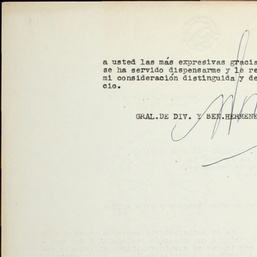 a usted las más expresivas gracia
se ha servido dispensarme y le re
mi consideración distinguida y de
cio.
GRAL. DE DIV. Y SEN. HERMENE